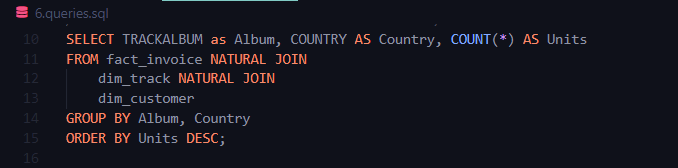 6.queries.sql
10 SELECT TRACKALBUM as Album, COUNTRY AS Country, COUNT(*) AS Units
11 FROM fact_invoice NATURAL JOIN
12 dim_track NATURAL JOIN
13 dim_customer
14 GROUP BY Album, Country
15 ORDER BY Units DESC;
16